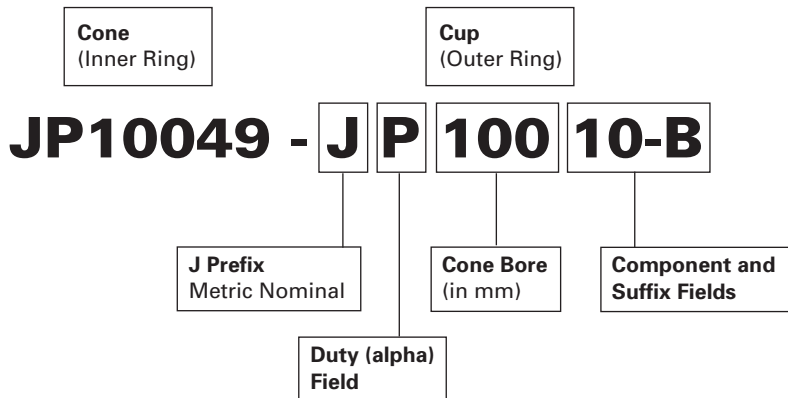 Cone
(Inner Ring)
Cup
(Outer Ring)
JP10049 - J P 100 10-B
J Prefix
Metric Nominal
Cone Bore
(in mm)
Component and
Suffix Fields
Duty (alpha)
Field